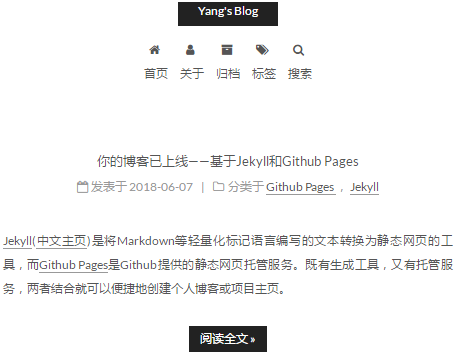 Yang's Blog
首页 关于 归档 标签 搜索
你的博客已上线——基于Jekyll和Github Pages
发表于 2018-06-07 | 分类于 Github Pages , Jekyll
Jekyll(中文主页)是将Markdown等轻量化标记语言编写的文本转换为静态网页的工
具，而Github Pages是Github提供的静态网页托管服务。既有生成工具，又有托管服
务，两者结合就可以便捷地创建个人博客或项目主页。
阅读全文 »